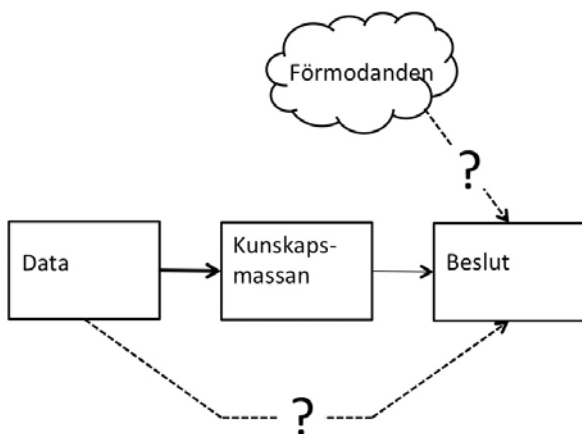 Förmodanden
?
Data
Kunskaps-
massan
Beslut
?